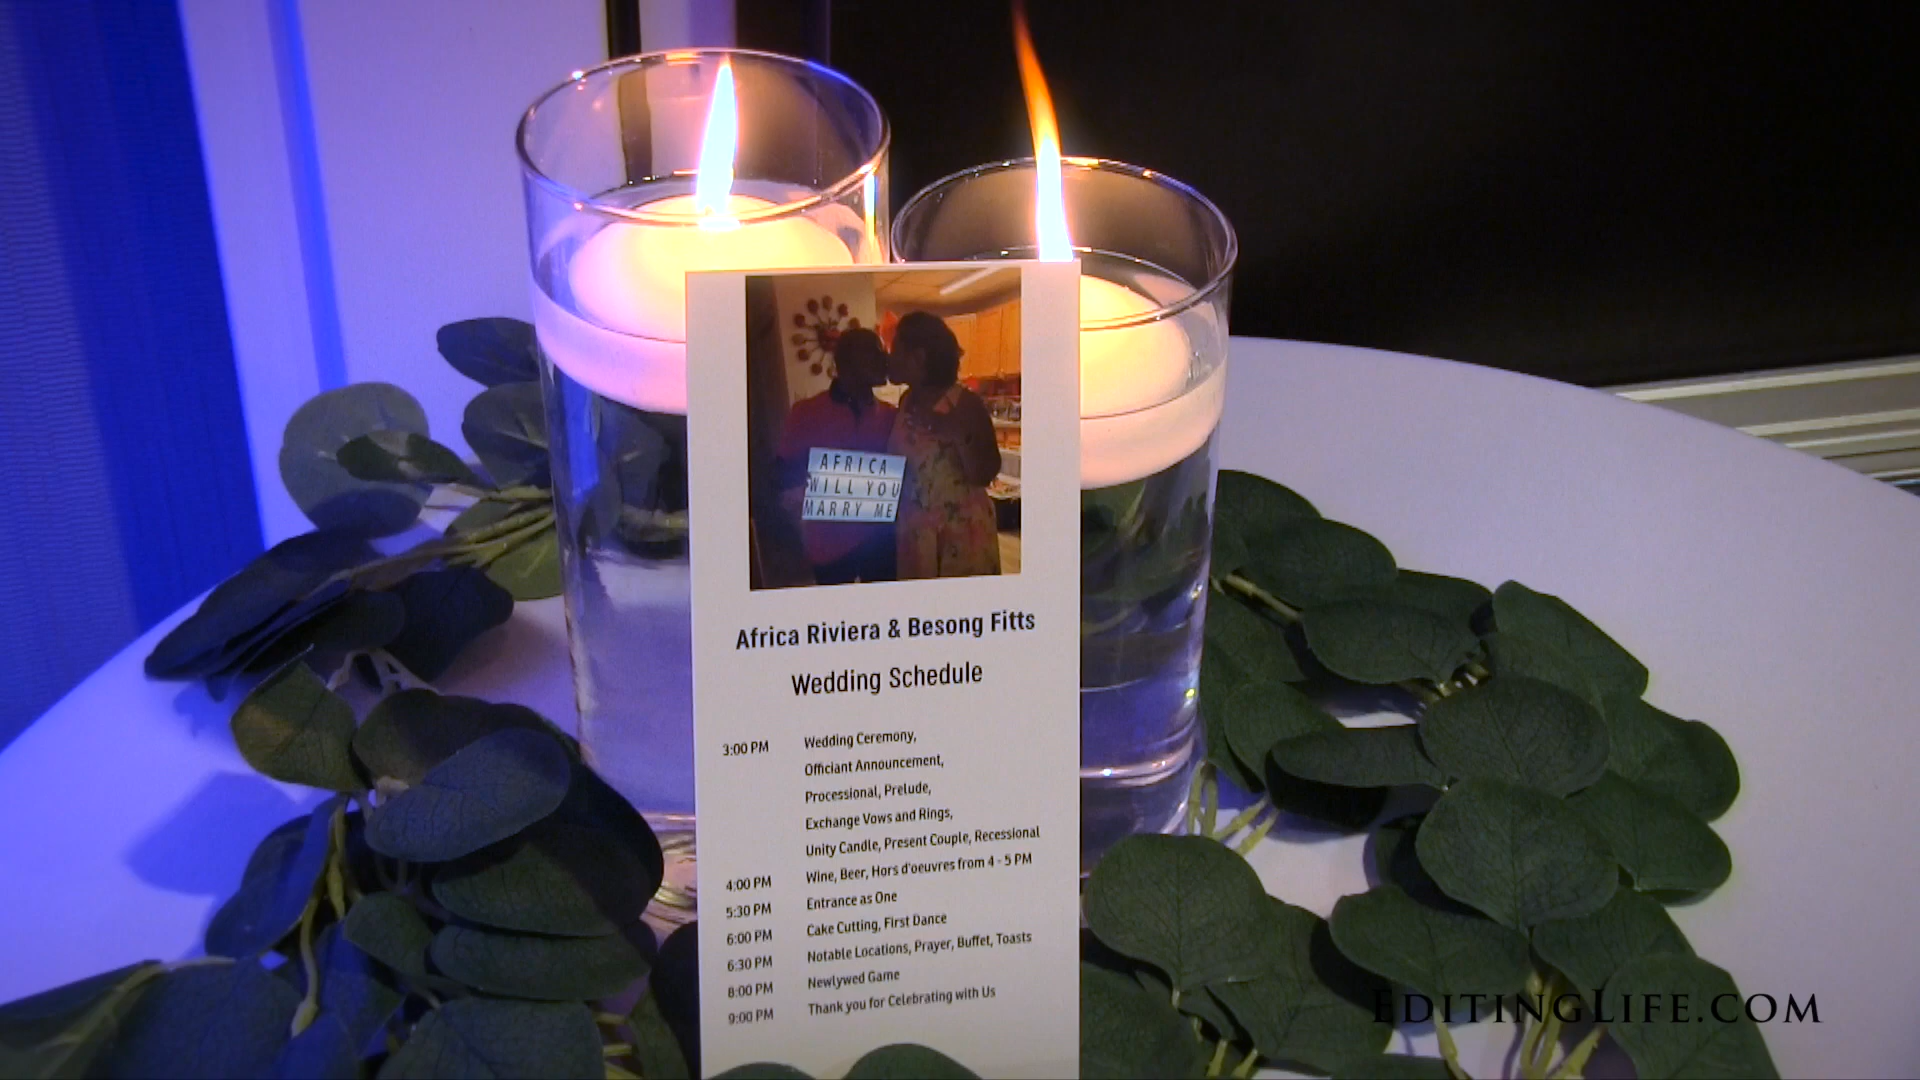 AFRICA
WILL YOU
MARRY ME
Africa Riviera & Besong Fitts
Wedding Schedule
3:00 PM Wedding Ceremony,
Officiant Announcement,
Processional, Prelude,
Exchange Vows and Rings,
Unity Candle, Present Couple, Recessional
4:00 PM Wine, Beer, Hors d'oeuvres from 4 - 5 PM
5:30 PM Entrance as One
6:00 PM Cake Cutting, First Dance
6:30 PM Notable Locations, Prayer, Buffet, Toasts
8:00 PM Newlywed Game
9:00 PM Thank you for Celebrating with Us
EditingLife.com